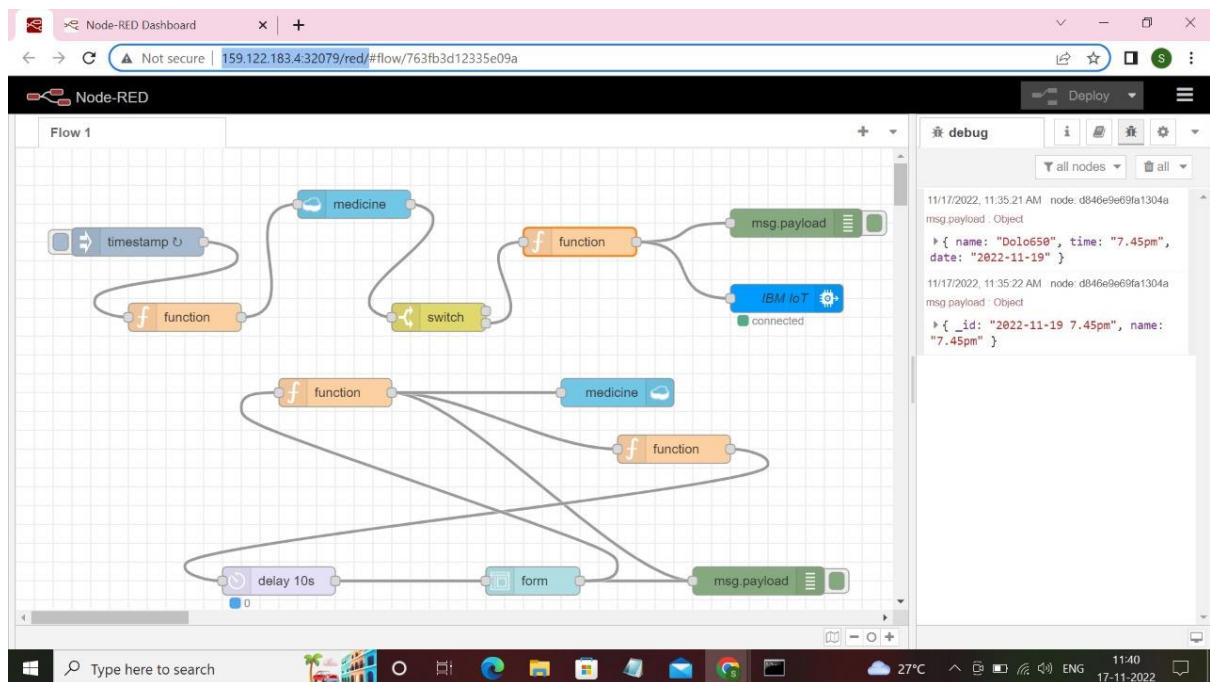 Node-RED Dashboard
Not secure
159.122.183.4:32079/red/#flow/763fb3d12335e09a
S
Node-RED
Deploy
Flow 1
debug
i
all nodes
all
timestamp ↻
medicine
function
switch
function
msg.payload
IBM IoT
connected
function
medicine
function
delay 10s
0
form
msg.payload
11/17/2022, 11:35:21 AM node: d846e9e69fa1304a
msg.payload : Object
{ name: "Dolo650", time: "7.45pm",
date: "2022-11-19" }
11/17/2022, 11:35:22 AM node: d846e9e69fa1304a
msg.payload : Object
{ _id: "2022-11-19 7.45pm", name:
"7.45pm" }
Type here to search
27°C
ENG
11:40
17-11-2022